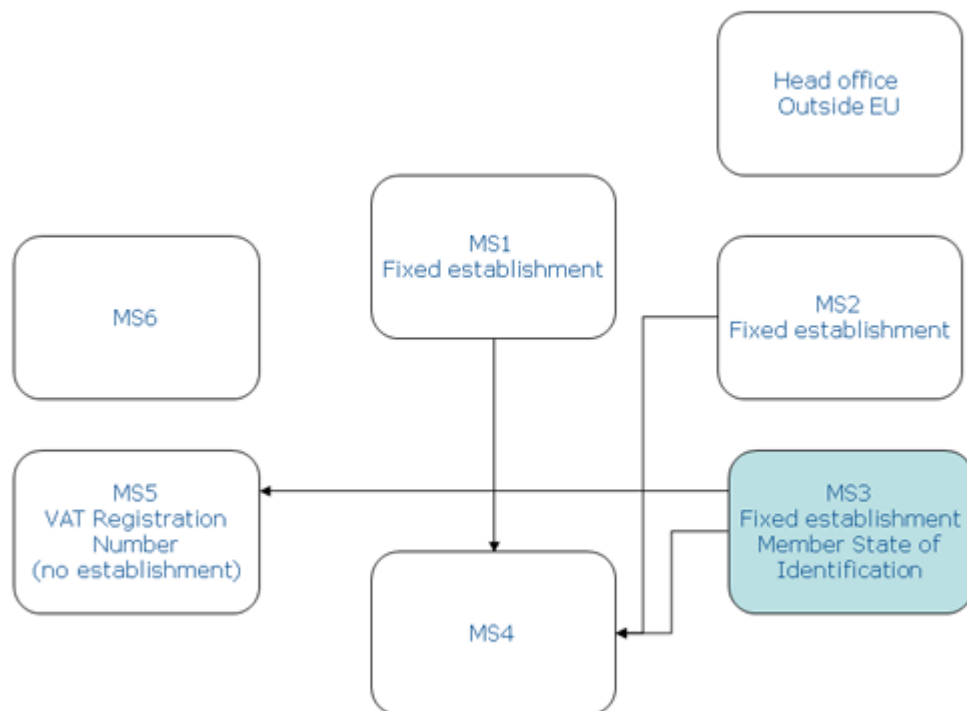 Head office
Outside EU
MS1
Fixed establishment
MS6
MS2
Fixed establishment
MS5
VAT Registration
Number
(no establishment)
MS3
Fixed establishment
Member State of
Identification
MS4